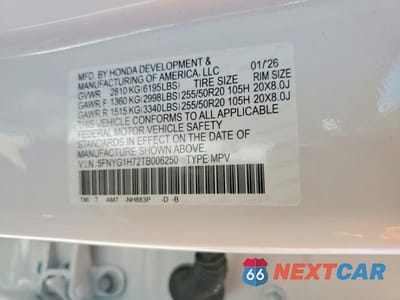 MFD. BY HONDA DEVELOPMENT & 01/26
MANUFACTURING OF AMERICA, LLC
TIRE SIZE RIM SIZE
GVWR 2810 KG (6195LBS)
GAWR F 1360 KG (2998LBS) 255/50R20 105H 20X8.0J
GAWR R 1515 KG (3340LBS) 255/50R20 105H 20X8.0J
THIS VEHICLE CONFORMS TO ALL APPLICABLE
FEDERAL MOTOR VEHICLE SAFETY
STANDARDS IN EFFECT ON THE DATE OF
MANUFACTURE SHOWN ABOVE.
V.I.N. :5FNYG1H72TB006250 TYPE:MPV
T AM7 NH883P -D -B
66 NEXTCAR